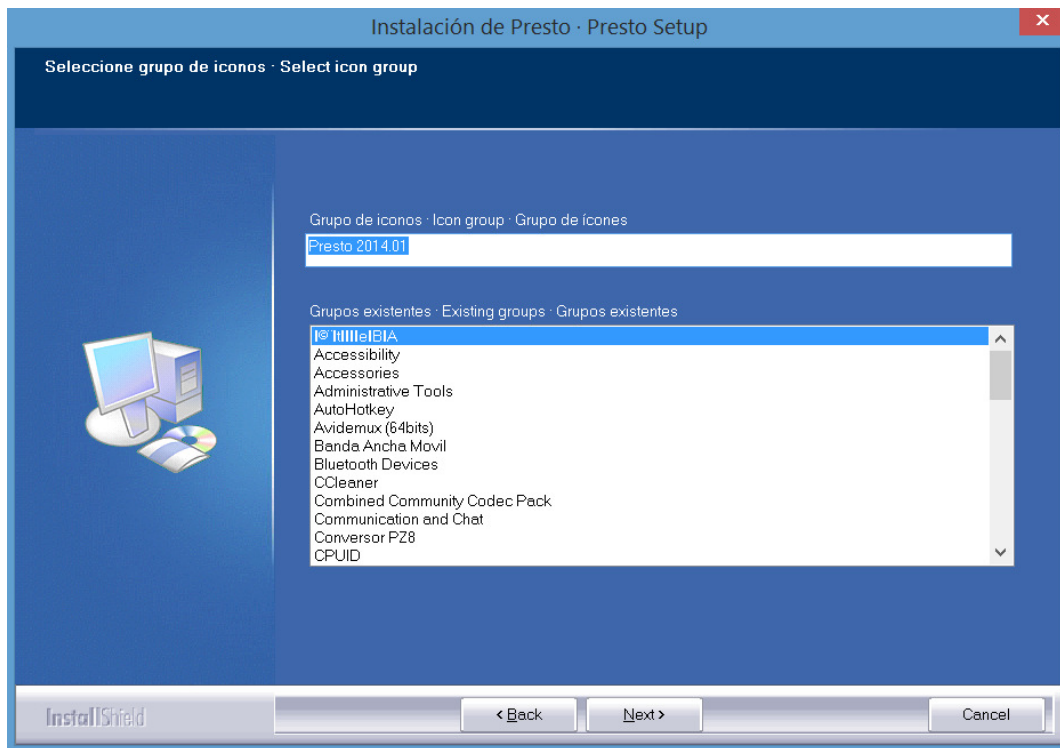 Instalación de Presto · Presto Setup
Seleccione grupo de iconos · Select icon group
Grupo de iconos · Icon group · Grupo de ícones
Presto 2014.01
Grupos existentes · Existing groups · Grupos existentes
Accessibility
Accessories
Administrative Tools
AutoHotkey
Avidemux (64bits)
Banda Ancha Movil
Bluetooth Devices
CCleaner
Combined Community Codec Pack
Communication and Chat
Conversor PZ8
CPUID
InstallShield
< Back Next > Cancel